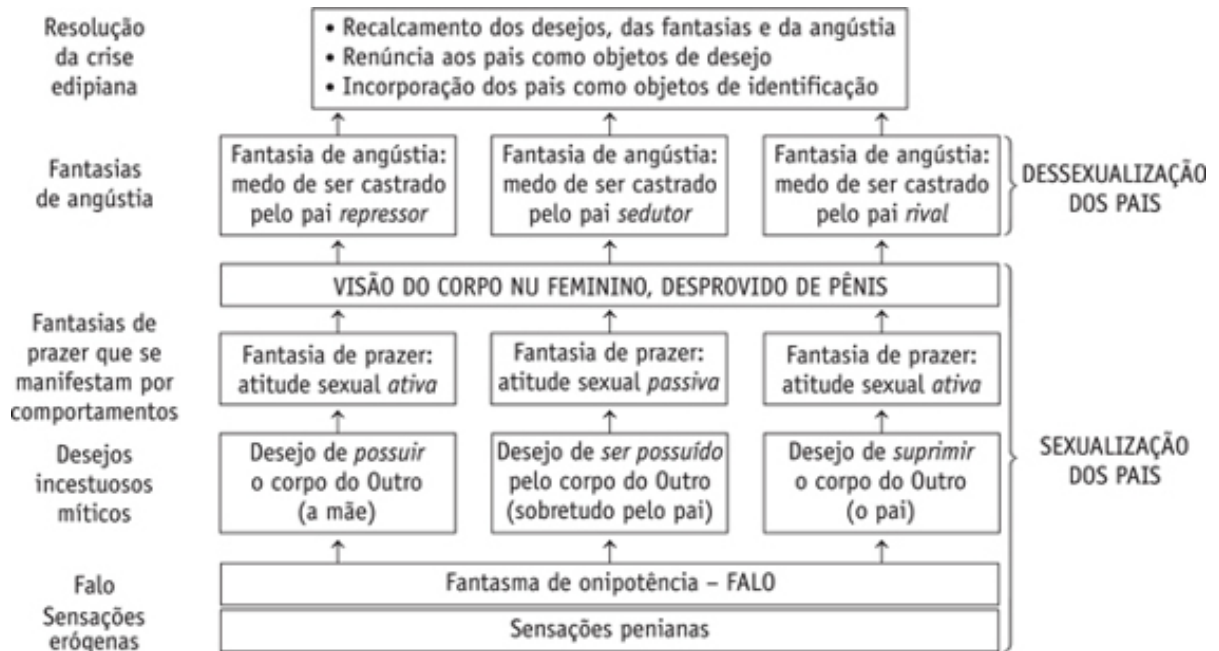 Resolução
da crise
edipiana
• Recalcamento dos desejos, das fantasias e da angústia
• Renúncia aos pais como objetos de desejo
• Incorporação dos pais como objetos de identificação
Fantasias
de angústia
Fantasia de angústia:
medo de ser castrado
pelo pai repressor
Fantasia de angústia:
medo de ser castrado
pelo pai sedutor
Fantasia de angústia:
medo de ser castrado
pelo pai rival
DESSEXUALIZAÇÃO
DOS PAIS
VISÃO DO CORPO NU FEMININO, DESPROVIDO DE PÊNIS
Fantasias de
prazer que se
manifestam por
comportamentos
Fantasia de prazer:
atitude sexual ativa
Fantasia de prazer:
atitude sexual passiva
Fantasia de prazer:
atitude sexual ativa
Desejos
incestuosos
míticos
Desejo de possuir
o corpo do Outro
(a mãe)
Desejo de ser possuído
pelo corpo do Outro
(sobretudo pelo pai)
Desejo de suprimir
o corpo do Outro
(o pai)
SEXUALIZAÇÃO
DOS PAIS
Falo
Fantasma de onipotência – FALO
Sensações
erógenas
Sensações penianas